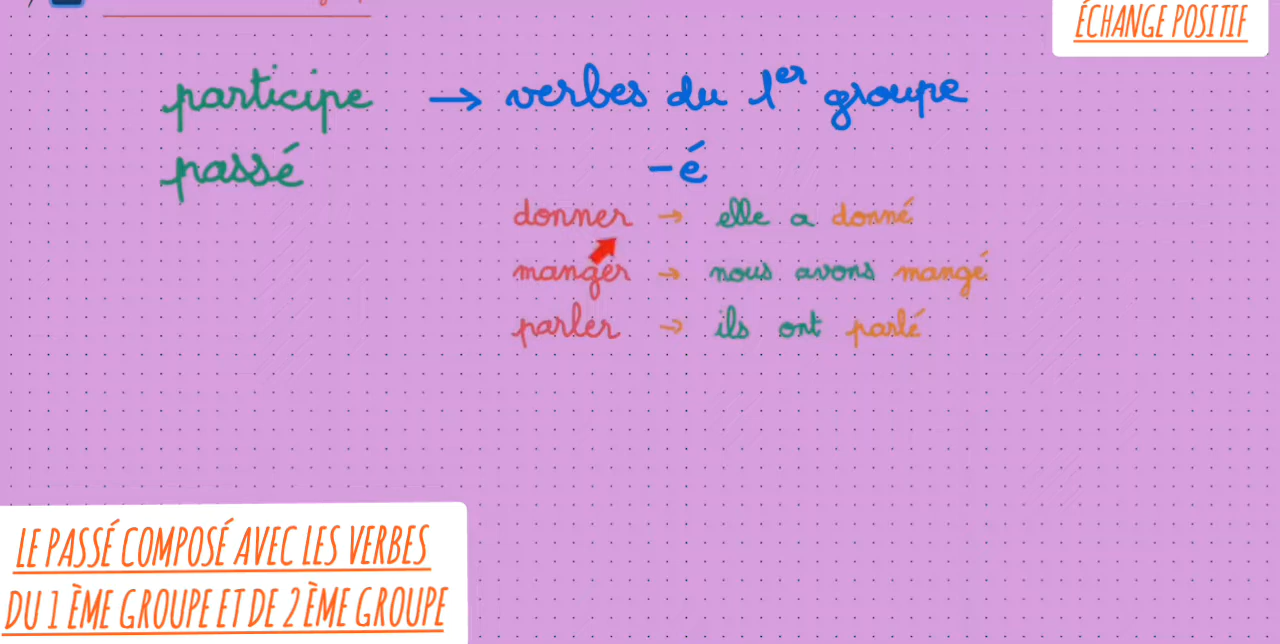 ÉCHANGE POSITIF
participe → verbes du 1er groupe
passé -é
donner → elle a donné
manger → nous avons mangé
parler → ils ont parlé
LE PASSÉ COMPOSÉ AVEC LES VERBES
DU 1 ÈME GROUPE ET DE 2 ÈME GROUPE